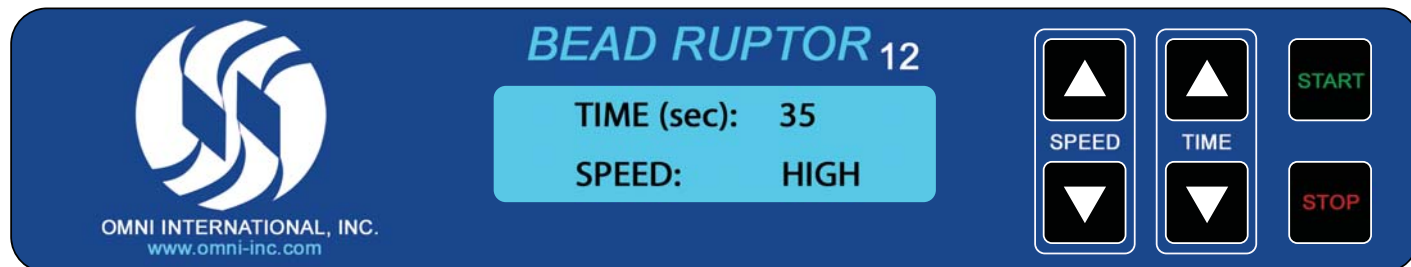 BEAD RUPTOR 12
TIME (sec): 35
SPEED: HIGH
OMNI INTERNATIONAL, INC.
www.omni-inc.com
SPEED
TIME
START
STOP